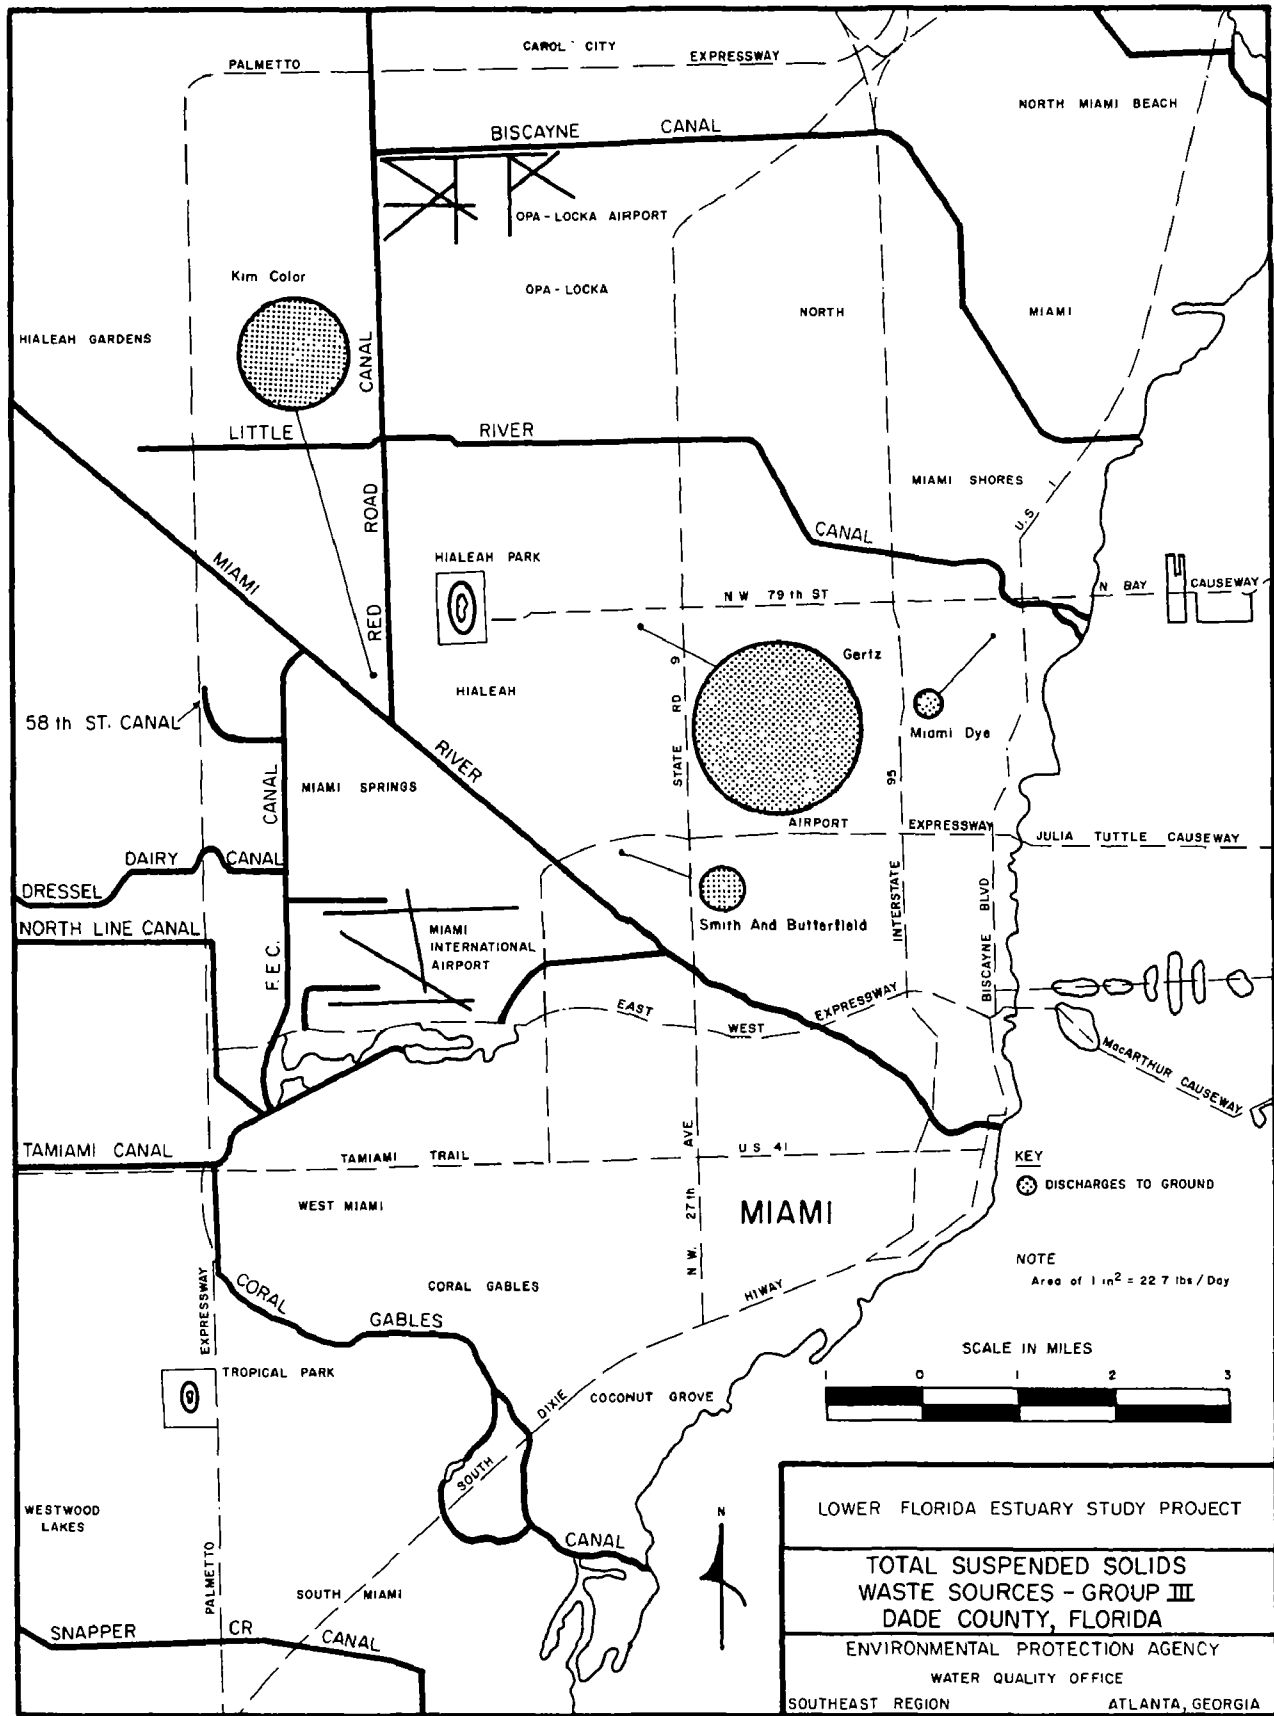 CAROL CITY
PALMETTO EXPRESSWAY
NORTH MIAMI BEACH
BISCAYNE CANAL
OPA-LOCKA AIRPORT
Kim Color
OPA-LOCKA
HIALEAH GARDENS
NORTH MIAMI
RED ROAD CANAL
LITTLE RIVER CANAL
MIAMI SHORES
U.S
HIALEAH PARK
MIAMI RIVER
N W 79 th ST
N BAY CAUSEWAY
Gertz
STATE RD 9
HIALEAH
58 th ST. CANAL
Miami Dye
MIAMI SPRINGS
INTERSTATE 95
AIRPORT EXPRESSWAY
JULIA TUTTLE CAUSEWAY
DRESSEL DAIRY CANAL
F.E.C. CANAL
BISCAYNE BLVD
NORTH LINE CANAL
Smith And Butterfield
MIAMI
INTERNATIONAL
AIRPORT
EAST WEST EXPRESSWAY
MacARTHUR CAUSEWAY
TAMIAMI CANAL
TAMIAMI TRAIL
U S 41
N W. 27th AVE
KEY
DISCHARGES TO GROUND
WEST MIAMI
MIAMI
NOTE
Area of 1 in² = 22 7 lbs / Day
CORAL GABLES
CORAL GABLES CANAL
PALMETTO EXPRESSWAY
SOUTH DIXIE HIWAY
SCALE IN MILES
1 0 1 2 3
TROPICAL PARK
COCONUT GROVE
WESTWOOD
LAKES
N
SOUTH MIAMI
SNAPPER CR CANAL
LOWER FLORIDA ESTUARY STUDY PROJECT
TOTAL SUSPENDED SOLIDS
WASTE SOURCES - GROUP III
DADE COUNTY, FLORIDA
ENVIRONMENTAL PROTECTION AGENCY
WATER QUALITY OFFICE
SOUTHEAST REGION ATLANTA, GEORGIA